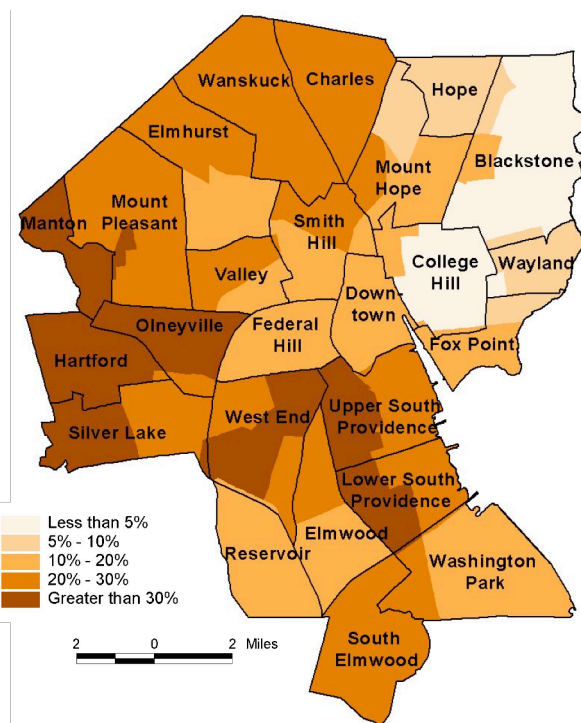 Wanskuck
Charles
Hope
Elmhurst
Blackstone
Mount
Hope
Mount
Pleasant
Manton
Smith
Hill
College
Hill
Wayland
Valley
Down-
town
Olneyville
Federal
Hill
Fox Point
Hartford
West End
Upper South
Providence
Silver Lake
Lower South
Providence
Elmwood
Reservoir
Washington
Park
South
Elmwood
Less than 5%
5% - 10%
10% - 20%
20% - 30%
Greater than 30%
2 0 2 Miles